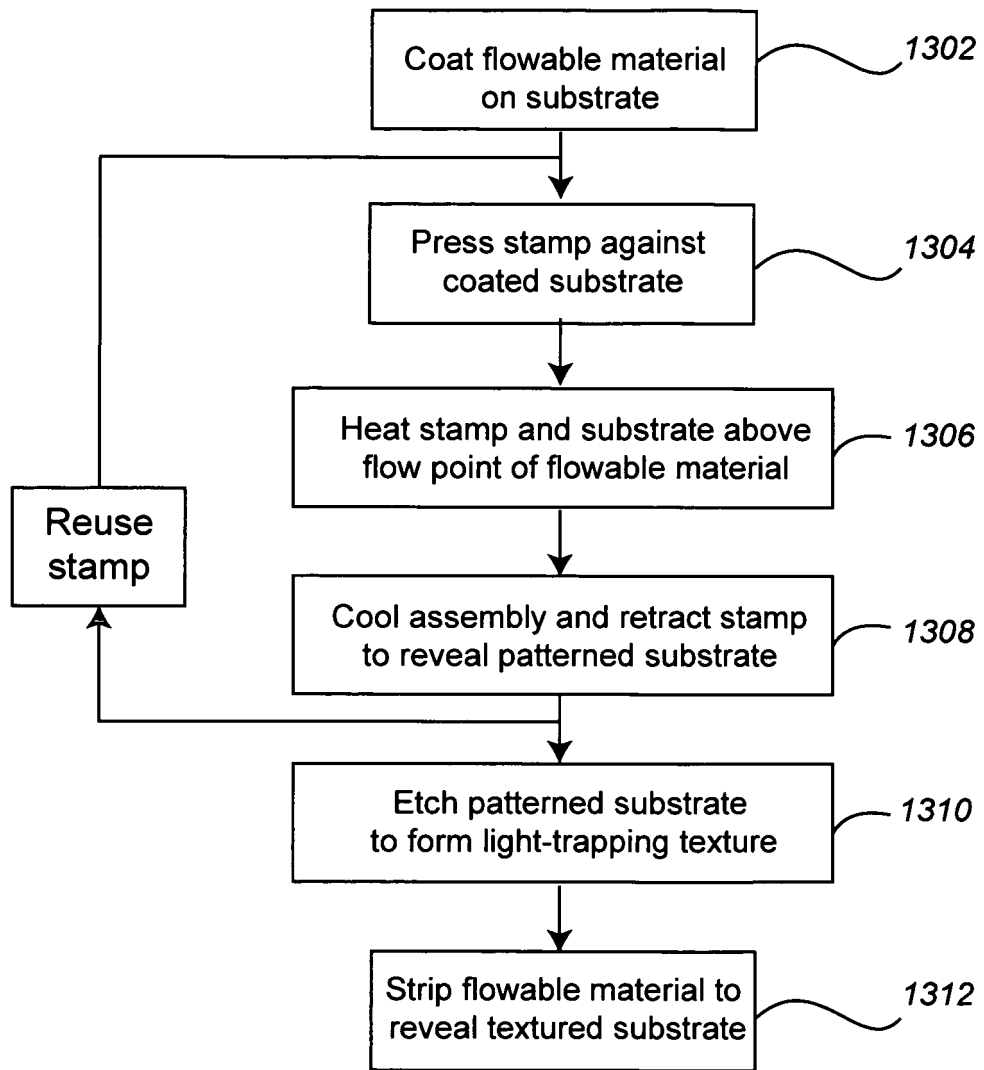 Coat flowable material
on substrate
1302
Press stamp against
coated substrate
1304
Heat stamp and substrate above
flow point of flowable material
1306
Reuse
stamp
Cool assembly and retract stamp
to reveal patterned substrate
1308
Etch patterned substrate
to form light-trapping texture
1310
Strip flowable material to
reveal textured substrate
1312